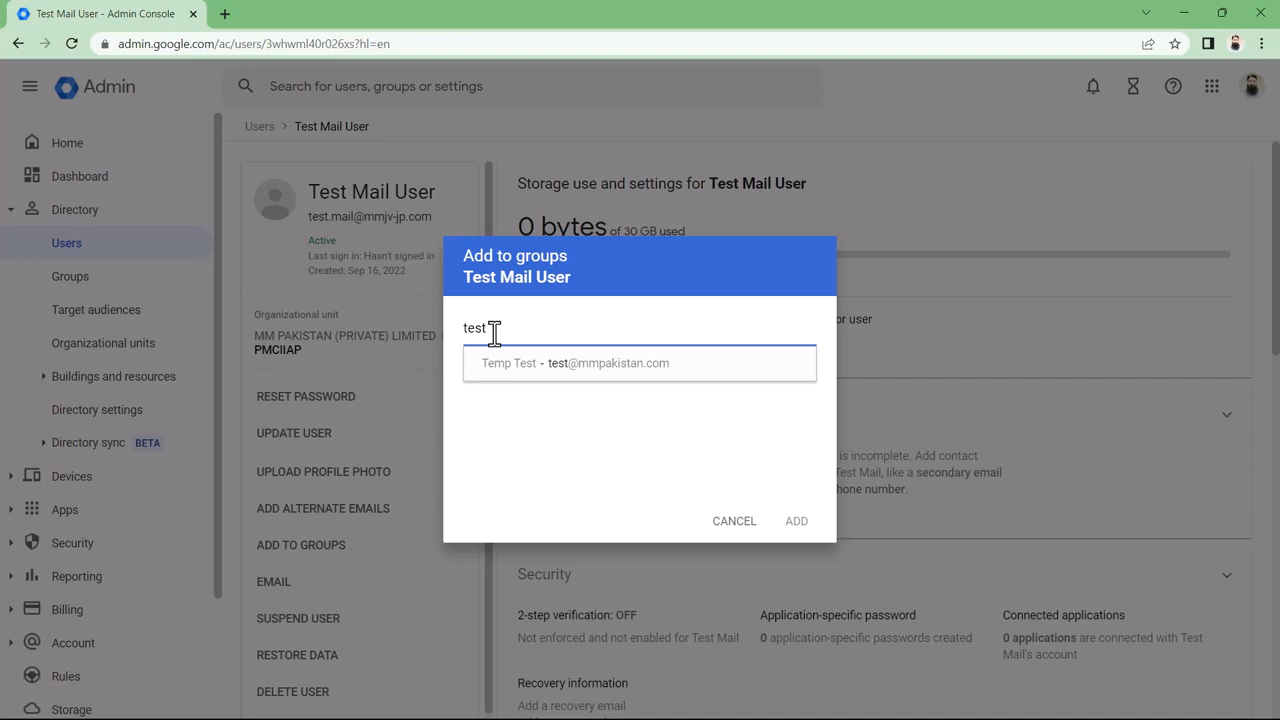 Test Mail User - Admin Console
admin.google.com/ac/users/3whwml40r026xs?hl=en
Admin
Search for users, groups or settings
Users > Test Mail User
Home
Dashboard
Directory
Users
Groups
Target audiences
Organizational units
Buildings and resources
Directory settings
Directory sync BETA
Devices
Apps
Security
Reporting
Billing
Account
Rules
Storage
Test Mail User
test.mail@mmjv-jp.com
Active
Last sign in: Hasn't signed in
Created: Sep 16, 2022
Organizational unit
MM PAKISTAN (PRIVATE) LIMITED >
PMCIIAP
RESET PASSWORD
UPDATE USER
UPLOAD PROFILE PHOTO
ADD ALTERNATE EMAILS
ADD TO GROUPS
EMAIL
SUSPEND USER
RESTORE DATA
DELETE USER
Storage use and settings for Test Mail User
0 bytes of 30 GB used
or user
Add to groups
Test Mail User
test
Temp Test - test@mmpakistan.com
CANCEL
ADD
is incomplete. Add contact
Test Mail, like a secondary email
hone number.
Security
2-step verification: OFF
Not enforced and not enabled for Test Mail
Application-specific password
0 application-specific passwords created
Connected applications
0 applications are connected with Test
Mail's account
Recovery information
Add a recovery email